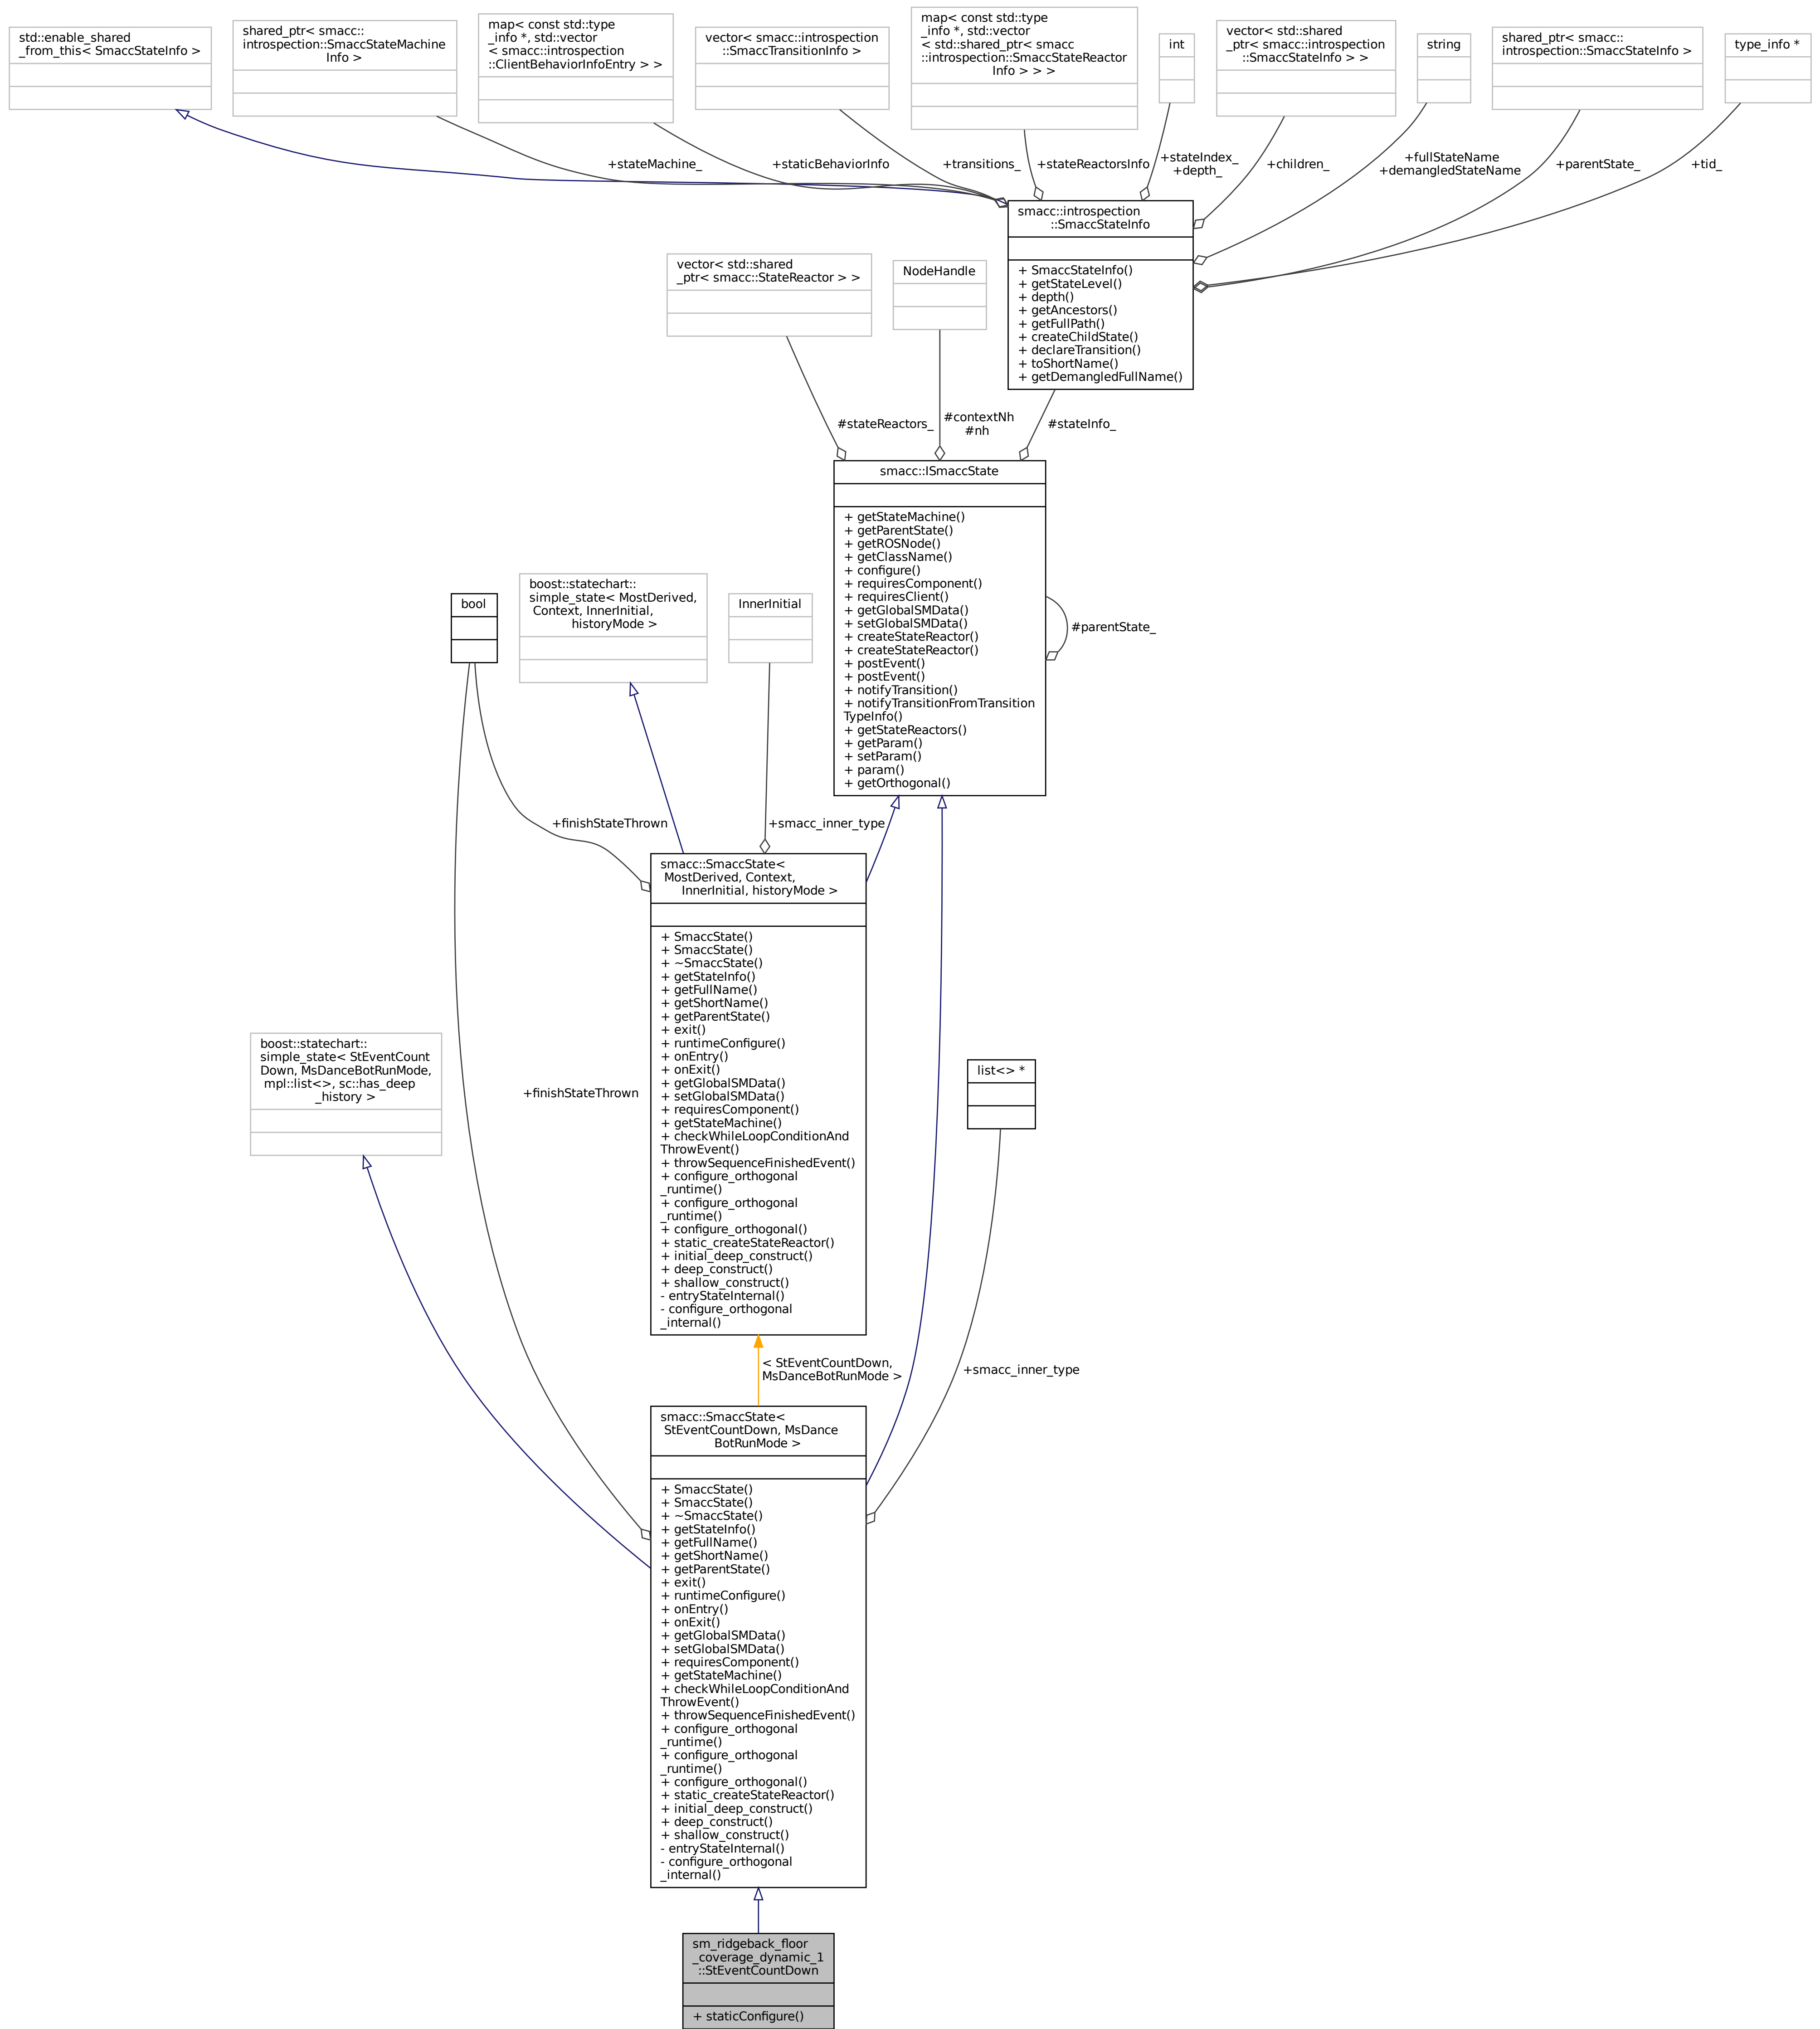 std::enable_shared
_from_this< SmaccStateInfo >
shared_ptr< smacc::
introspection::SmaccStateMachine
Info >
map< const std::type
_info *, std::vector
< smacc::introspection
::ClientBehaviorInfoEntry > >
vector< smacc::introspection
::SmaccTransitionInfo >
map< const std::type
_info *, std::vector
< std::shared_ptr< smacc
::introspection::SmaccStateReactor
Info > > >
int
vector< std::shared
_ptr< smacc::introspection
::SmaccStateInfo > >
string
shared_ptr< smacc::
introspection::SmaccStateInfo >
type_info *
+stateMachine_
+staticBehaviorInfo
+transitions_
+stateReactorsInfo
+stateIndex_
+depth_
+children_
+fullStateName
+demangledStateName
+parentState_
+tid_
smacc::introspection
::SmaccStateInfo
+ SmaccStateInfo()
+ getStateLevel()
+ depth()
+ getAncestors()
+ getFullPath()
+ createChildState()
+ declareTransition()
+ toShortName()
+ getDemangledFullName()
vector< std::shared
_ptr< smacc::StateReactor > >
NodeHandle
#stateReactors_
#contextNh
#nh
#stateInfo_
smacc::ISmaccState
+ getStateMachine()
+ getParentState()
+ getROSNode()
+ getClassName()
+ configure()
+ requiresComponent()
+ requiresClient()
+ getGlobalSMData()
+ setGlobalSMData()
+ createStateReactor()
+ createStateReactor()
+ postEvent()
+ postEvent()
+ notifyTransition()
+ notifyTransitionFromTransition
TypeInfo()
+ getStateReactors()
+ getParam()
+ setParam()
+ param()
+ getOrthogonal()
#parentState_
bool
boost::statechart::
simple_state< MostDerived,
Context, InnerInitial,
historyMode >
InnerInitial
+finishStateThrown
+smacc_inner_type
smacc::SmaccState<
MostDerived, Context,
InnerInitial, historyMode >
+ SmaccState()
+ SmaccState()
+ ~SmaccState()
+ getStateInfo()
+ getFullName()
+ getShortName()
+ getParentState()
+ exit()
+ runtimeConfigure()
+ onEntry()
+ onExit()
+ getGlobalSMData()
+ setGlobalSMData()
+ requiresComponent()
+ getStateMachine()
+ checkWhileLoopConditionAnd
ThrowEvent()
+ throwSequenceFinishedEvent()
+ configure_orthogonal
_runtime()
+ configure_orthogonal
_runtime()
+ configure_orthogonal()
+ static_createStateReactor()
+ initial_deep_construct()
+ deep_construct()
+ shallow_construct()
- entryStateInternal()
- configure_orthogonal
_internal()
boost::statechart::
simple_state< StEventCount
Down, MsDanceBotRunMode,
mpl::list<>, sc::has_deep
_history >
+finishStateThrown
list<> *
< StEventCountDown,
MsDanceBotRunMode >
+smacc_inner_type
smacc::SmaccState<
StEventCountDown, MsDance
BotRunMode >
+ SmaccState()
+ SmaccState()
+ ~SmaccState()
+ getStateInfo()
+ getFullName()
+ getShortName()
+ getParentState()
+ exit()
+ runtimeConfigure()
+ onEntry()
+ onExit()
+ getGlobalSMData()
+ setGlobalSMData()
+ requiresComponent()
+ getStateMachine()
+ checkWhileLoopConditionAnd
ThrowEvent()
+ throwSequenceFinishedEvent()
+ configure_orthogonal
_runtime()
+ configure_orthogonal
_runtime()
+ configure_orthogonal()
+ static_createStateReactor()
+ initial_deep_construct()
+ deep_construct()
+ shallow_construct()
- entryStateInternal()
- configure_orthogonal
_internal()
sm_ridgeback_floor
_coverage_dynamic_1
::StEventCountDown
+ staticConfigure()